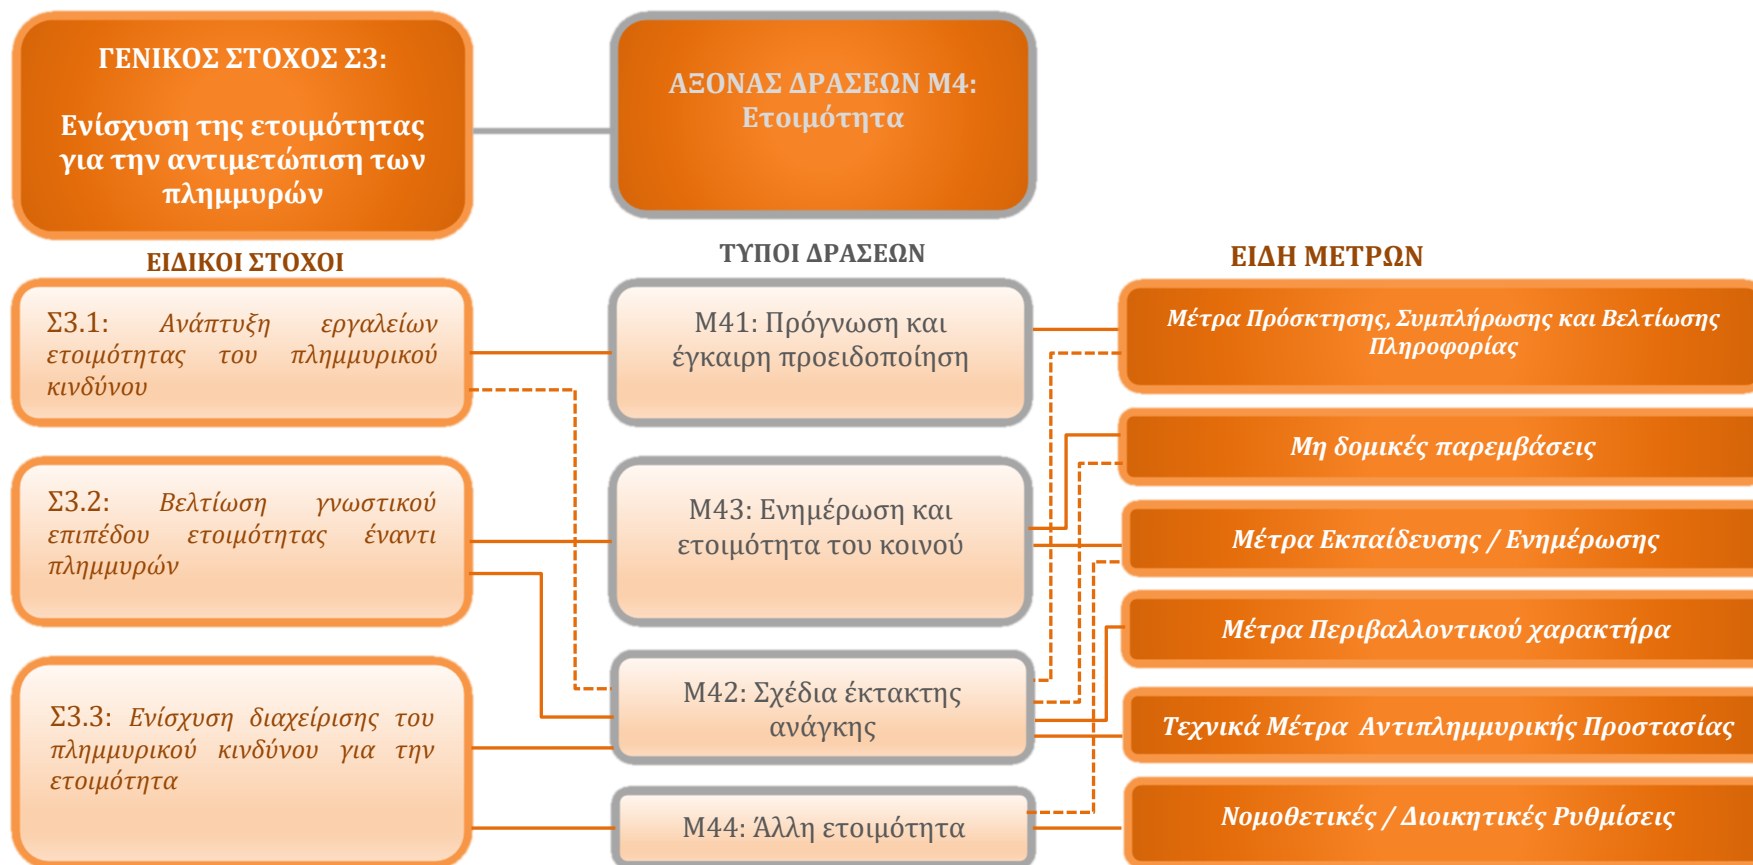 ΓΕΝΙΚΟΣ ΣΤΟΧΟΣ Σ3:
Ενίσχυση της ετοιμότητας
για την αντιμετώπιση των
πλημμυρών
ΑΞΟΝΑΣ ΔΡΑΣΕΩΝ Μ4:
Ετοιμότητα
ΕΙΔΙΚΟΙ ΣΤΟΧΟΙ
ΤΥΠΟΙ ΔΡΑΣΕΩΝ
ΕΙΔΗ ΜΕΤΡΩΝ
Σ3.1: Ανάπτυξη εργαλείων
ετοιμότητας του πλημμυρικού
κινδύνου
Σ3.2: Βελτίωση γνωστικού
επιπέδου ετοιμότητας έναντι
πλημμυρών
Σ3.3: Ενίσχυση διαχείρισης του
πλημμυρικού κινδύνου για την
ετοιμότητα
Μ41: Πρόγνωση και
έγκαιρη προειδοποίηση
Μ43: Ενημέρωση και
ετοιμότητα του κοινού
Μ42: Σχέδια έκτακτης
ανάγκης
Μ44: Άλλη ετοιμότητα
Μέτρα Πρόσκτησης, Συμπλήρωσης και Βελτίωσης
Πληροφορίας
Μη δομικές παρεμβάσεις
Μέτρα Εκπαίδευσης / Ενημέρωσης
Μέτρα Περιβαλλοντικού χαρακτήρα
Τεχνικά Μέτρα Αντιπλημμυρικής Προστασίας
Νομοθετικές / Διοικητικές Ρυθμίσεις